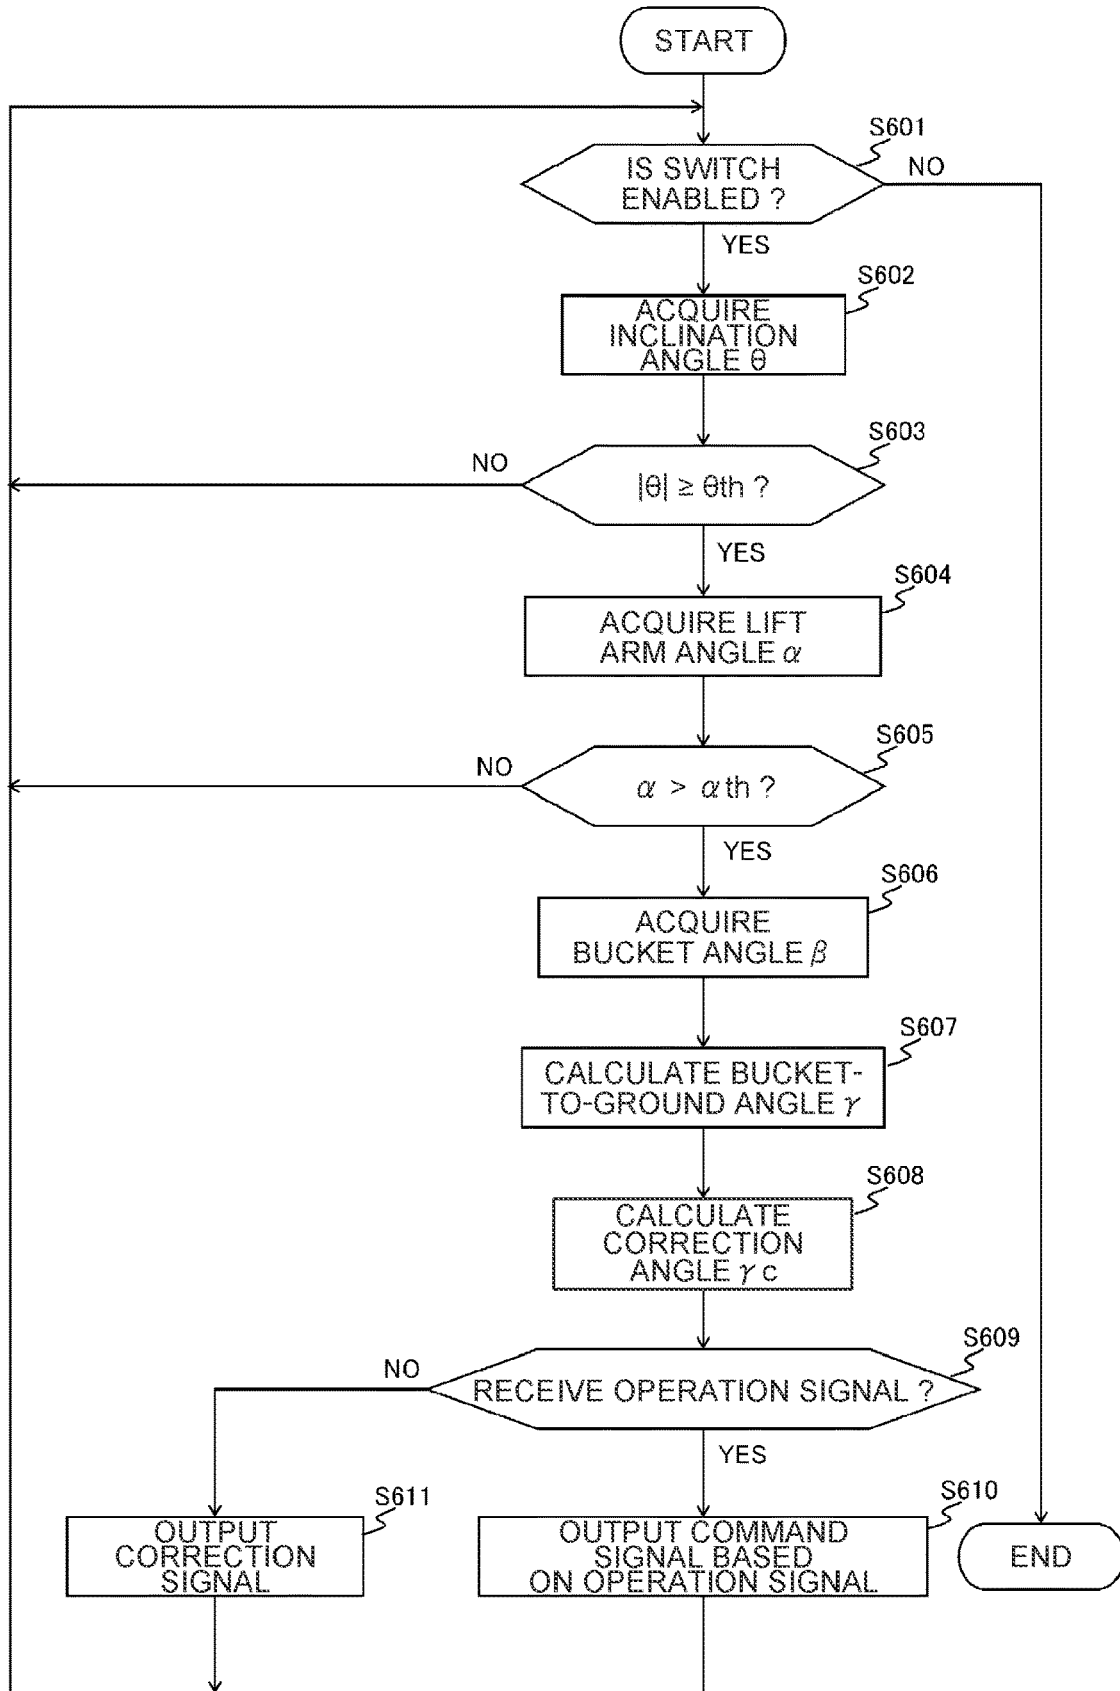 START
S601
IS SWITCH
ENABLED ?
NO
YES
S602
ACQUIRE
INCLINATION
ANGLE θ
S603
NO
|θ| ≥ θth ?
YES
S604
ACQUIRE LIFT
ARM ANGLE α
S605
NO
α > αth ?
YES
S606
ACQUIRE
BUCKET ANGLE β
S607
CALCULATE BUCKET-
TO-GROUND ANGLE γ
S608
CALCULATE
CORRECTION
ANGLE γ c
S609
NO
RECEIVE OPERATION SIGNAL ?
YES
S611
OUTPUT
CORRECTION
SIGNAL
S610
OUTPUT COMMAND
SIGNAL BASED
ON OPERATION SIGNAL
END